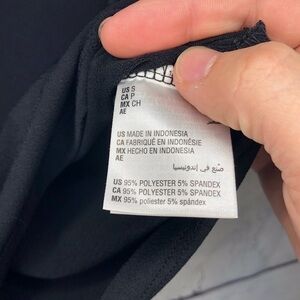 US S
CA P
MX CH
AE
US MADE IN INDONESIA
CA FABRIQUÉ EN INDONÉSIE
MX HECHO EN INDONESIA
AE
صنع في إندونيسيا
US 95% POLYESTER 5% SPANDEX
CA 95% POLYESTER 5% SPANDEX
MX 95% poliester 5% spándex